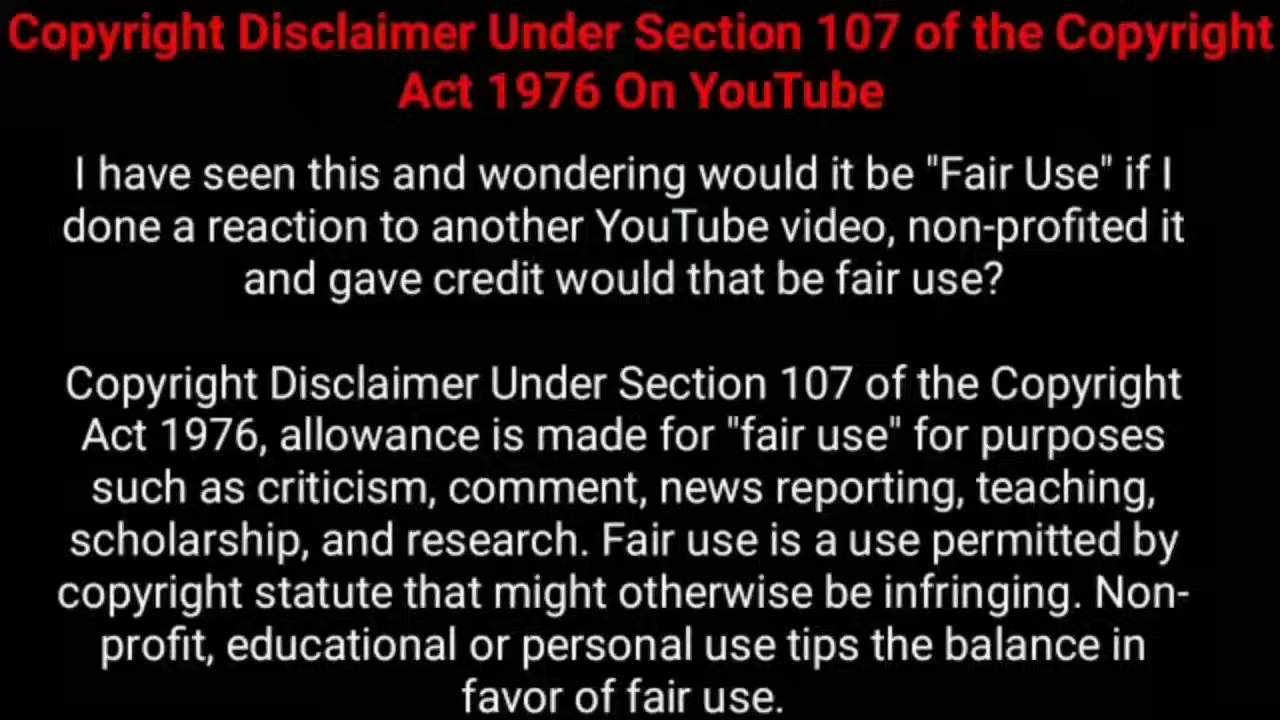 Copyright Disclaimer Under Section 107 of the Copyright
Act 1976 On YouTube
I have seen this and wondering would it be "Fair Use" if I
done a reaction to another YouTube video, non-profited it
and gave credit would that be fair use?
Copyright Disclaimer Under Section 107 of the Copyright
Act 1976, allowance is made for "fair use" for purposes
such as criticism, comment, news reporting, teaching,
scholarship, and research. Fair use is a use permitted by
copyright statute that might otherwise be infringing. Non-
profit, educational or personal use tips the balance in
favor of fair use.